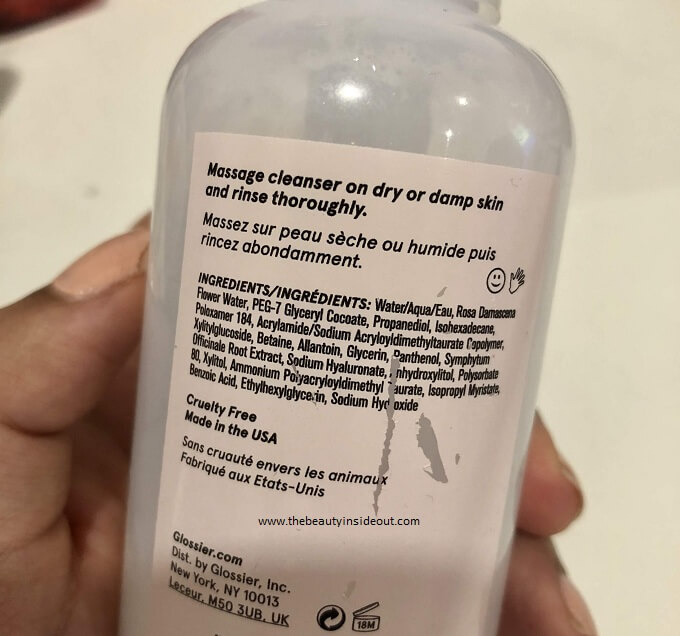 Massage cleanser on dry or damp skin
and rinse thoroughly.
Massez sur peau sèche ou humide puis
rincez abondamment.
INGREDIENTS/INGRÉDIENTS: Water/Aqua/Eau, Rosa Damascena
Flower Water, PEG-7 Glyceryl Cocoate, Propanediol, Isohexadecane,
Poloxamer 184, Acrylamide/Sodium Acryloyldimethyltaurate Copolymer,
Xylitylglucoside, Betaine, Allantoin, Glycerin, Panthenol, Symphytum
Officinale Root Extract, Sodium Hyaluronate, Anhydroxylitol, Polysorbate
80, Xylitol, Ammonium Polyacryloyldimethyl Taurate, Isopropyl Myristate,
Benzoic Acid, Ethylhexylglycerin, Sodium Hydroxide
Cruelty Free
Made in the USA
Sans cruauté envers les animaux
Fabriqué aux Etats-Unis
www.thebeautyinsideout.com
Glossier.com
Dist. by Glossier, Inc.
New York, NY 10013
Leceur, M50 3UB, UK
18M